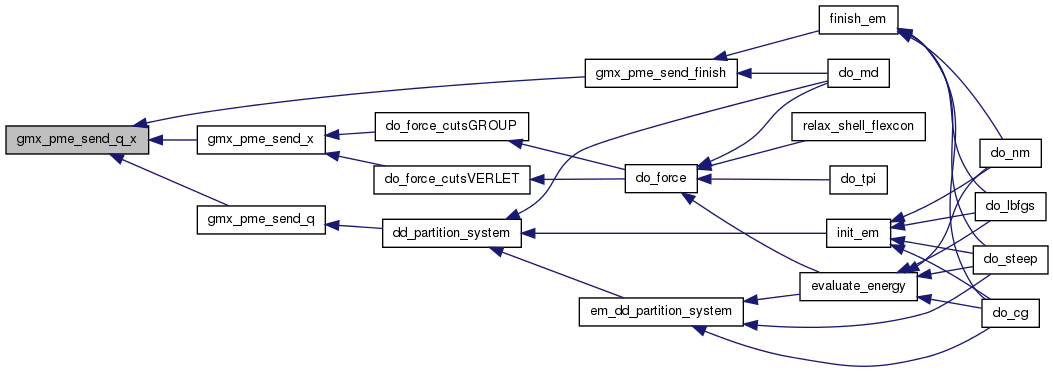 finish_em
gmx_pme_send_finish
do_md
do_force_cutsGROUP
relax_shell_flexcon
gmx_pme_send_q_x
gmx_pme_send_x
do_nm
do_force_cutsVERLET
do_force
do_tpi
do_lbfgs
gmx_pme_send_q
dd_partition_system
init_em
do_steep
evaluate_energy
em_dd_partition_system
do_cg